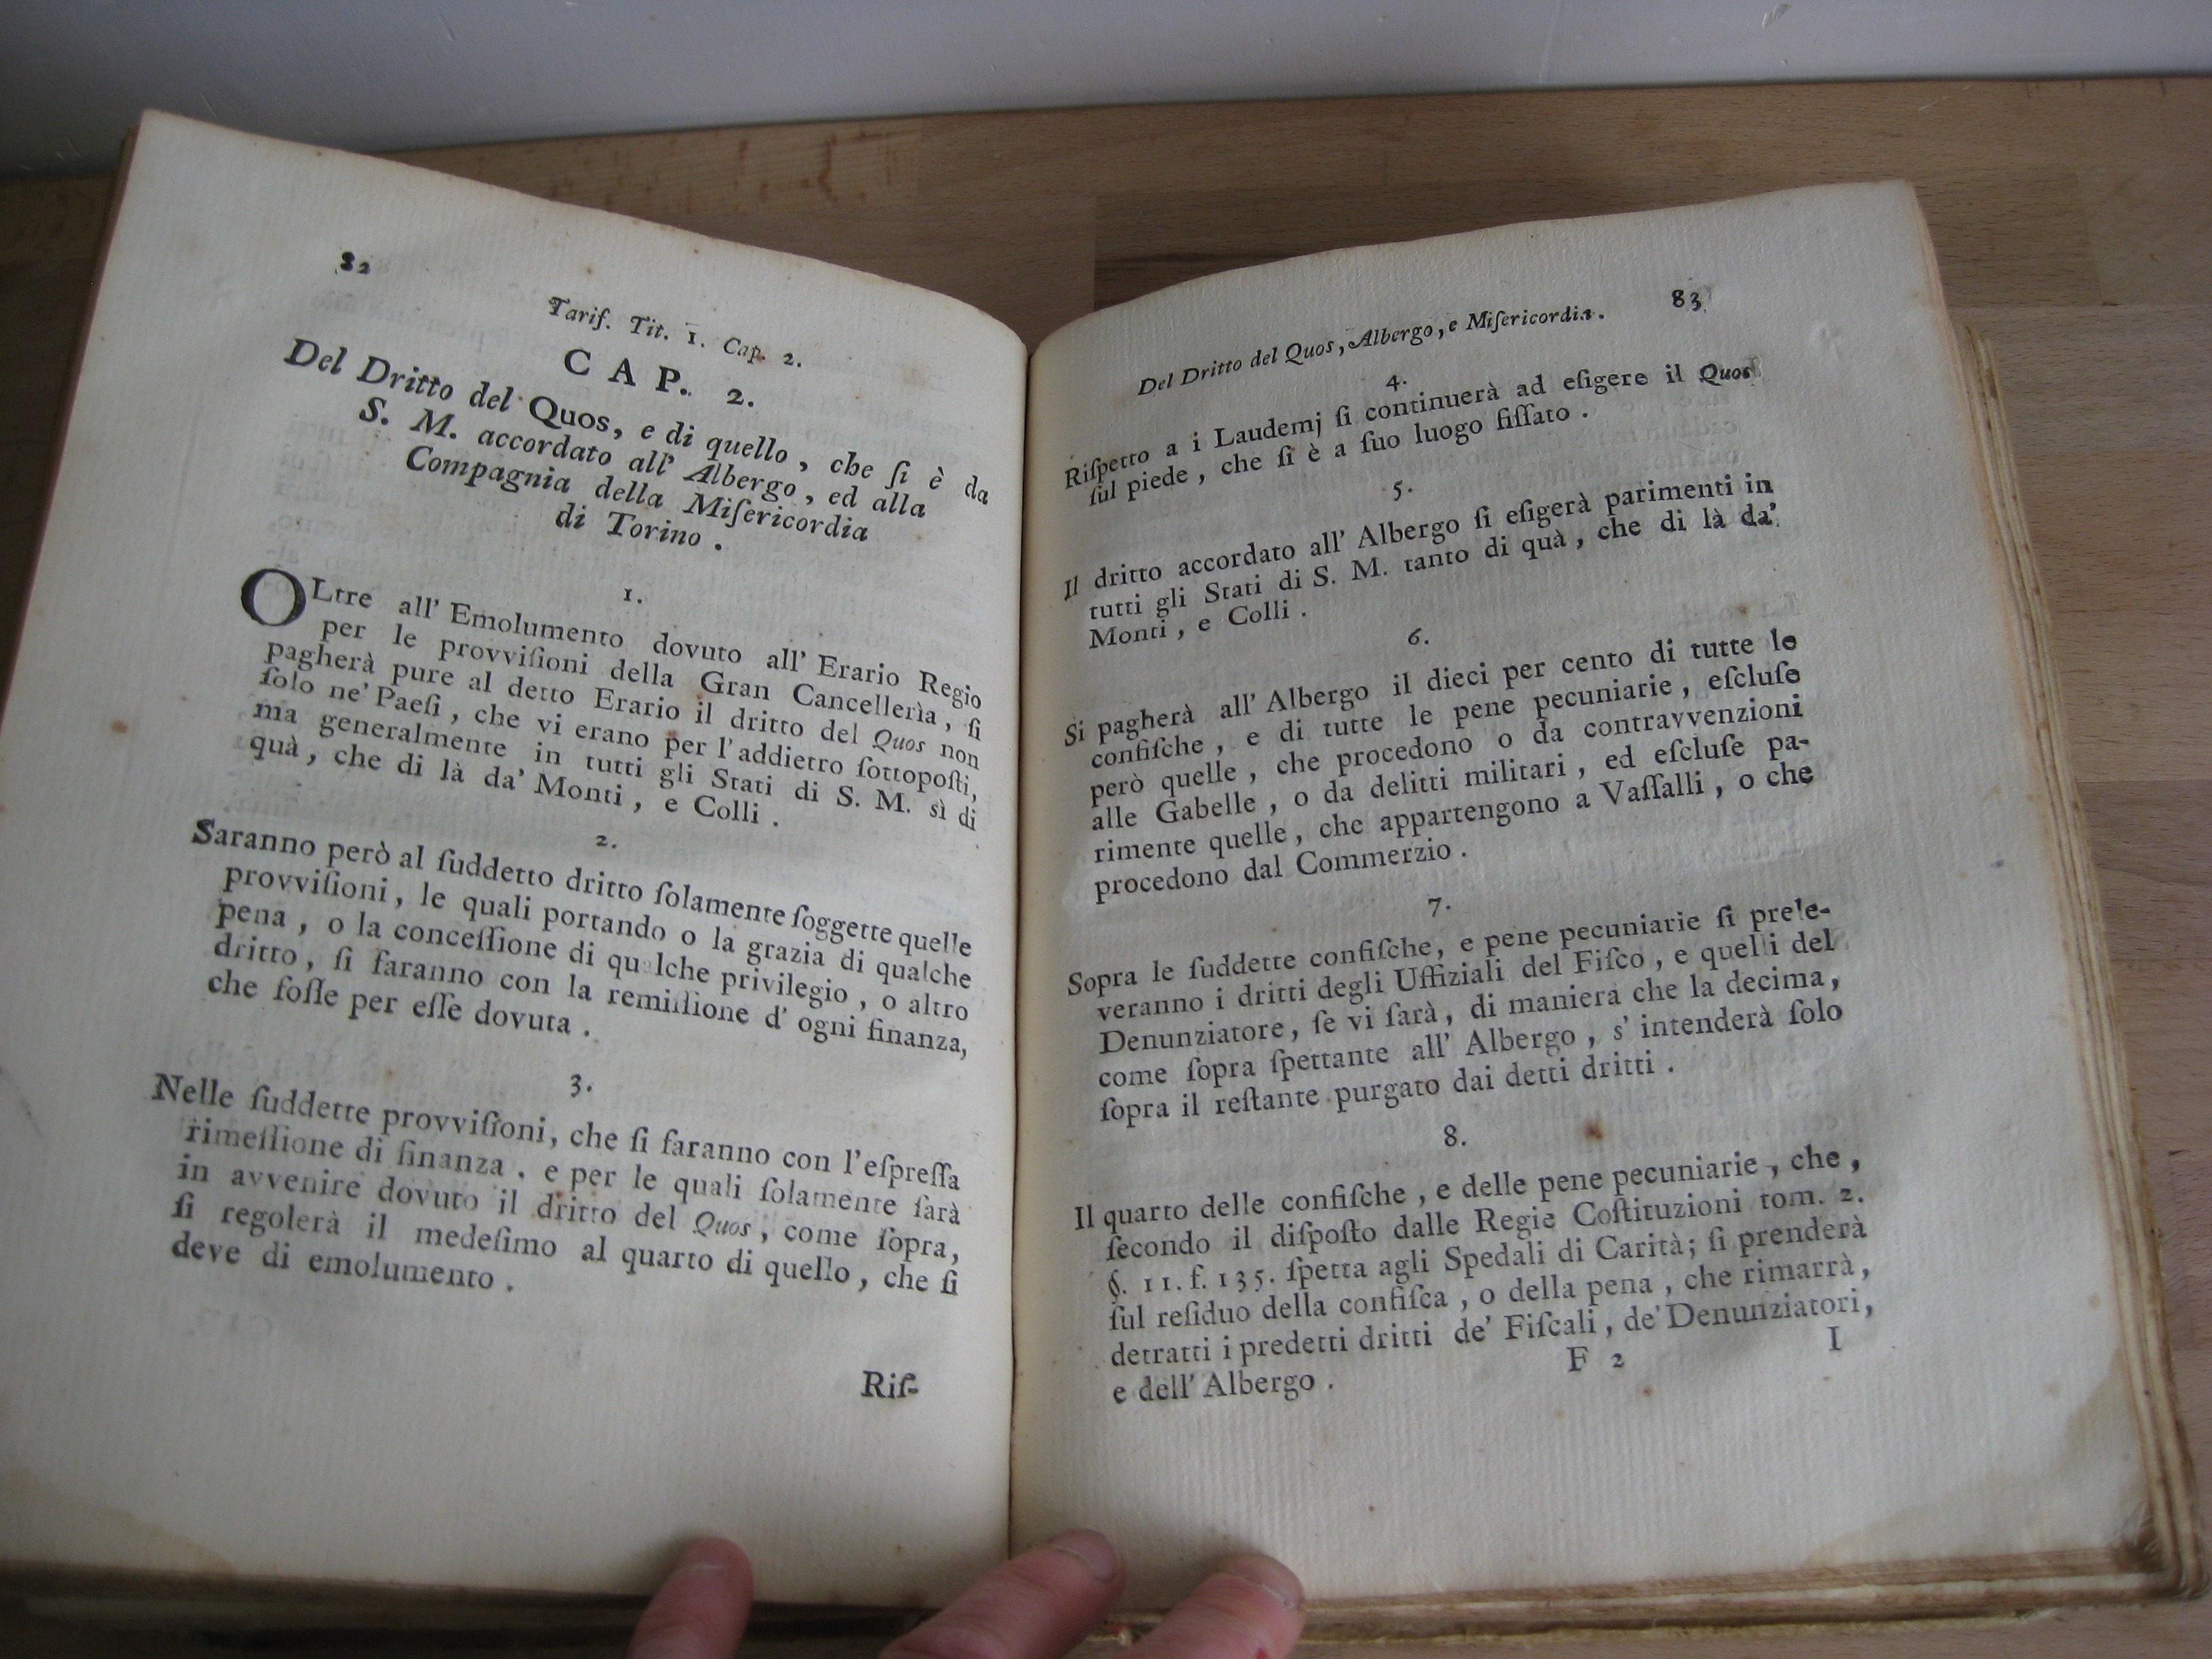 82
Tarif. Tit. 1. Cap. 2.
CAP. 2.
Del Dritto del Quos, e di quello, che ſi è da
S. M. accordato all' Albergo, ed alla
Compagnia della Miſericordia
di Torino.
1.
OLtre all' Emolumento dovuto all' Erario Regio
per le provviſioni della Gran Cancellerìa, ſi
pagherà pure al detto Erario il dritto del Quos non
ſolo ne' Paeſi, che vi erano per l'addietro ſottopoſti,
ma generalmente in tutti gli Stati di S. M. sì di
quà, che di là da' Monti, e Colli.
2.
Saranno però al ſuddetto dritto ſolamente ſoggette quelle
provviſioni, le quali portando o la grazia di qualche
pena, o la conceſſione di qualche privilegio, o altro
dritto, ſi faranno con la remiſſione d' ogni finanza,
che foſſe per eſſe dovuta.
3.
Nelle ſuddette provviſioni, che ſi faranno con l'eſpreſſa
rimeſſione di finanza, e per le quali ſolamente ſarà
in avvenire dovuto il dritto del Quos, come ſopra,
ſi regolerà il medeſimo al quarto di quello, che ſi
deve di emolumento.
Riſ-
Del Dritto del Quos, Albergo, e Miſericordia. 83
4.
Riſpetto a i Laudemj ſi continuerà ad eſigere il Quos
ſul piede, che ſi è a ſuo luogo fiſſato.
5.
Il dritto accordato all' Albergo ſi eſigerà parimenti in
tutti gli Stati di S. M. tanto di quà, che di là da'
Monti, e Colli.
6.
Si pagherà all' Albergo il dieci per cento di tutte le
confiſche, e di tutte le pene pecuniarie, eſcluſe
però quelle, che procedono o da contravvenzioni
alle Gabelle, o da delitti militari, ed eſcluſe pa-
rimente quelle, che appartengono a Vaſſalli, o che
procedono dal Commerzio.
7.
Sopra le ſuddette confiſche, e pene pecuniarie ſi prele-
veranno i dritti degli Uffiziali del Fiſco, e quelli del
Denunziatore, ſe vi ſarà, di maniera che la decima,
come ſopra ſpettante all' Albergo, s' intenderà ſolo
ſopra il reſtante purgato dai detti dritti.
8.
Il quarto delle confiſche, e delle pene pecuniarie, che,
ſecondo il diſpoſto dalle Regie Coſtituzioni tom. 2.
§. 11. f. 135. ſpetta agli Spedali di Carità; ſi prenderà
ſul reſiduo della confiſca, o della pena, che rimarrà,
detratti i predetti dritti de' Fiſcali, de' Denunziatori,
e dell' Albergo.
F 2 I